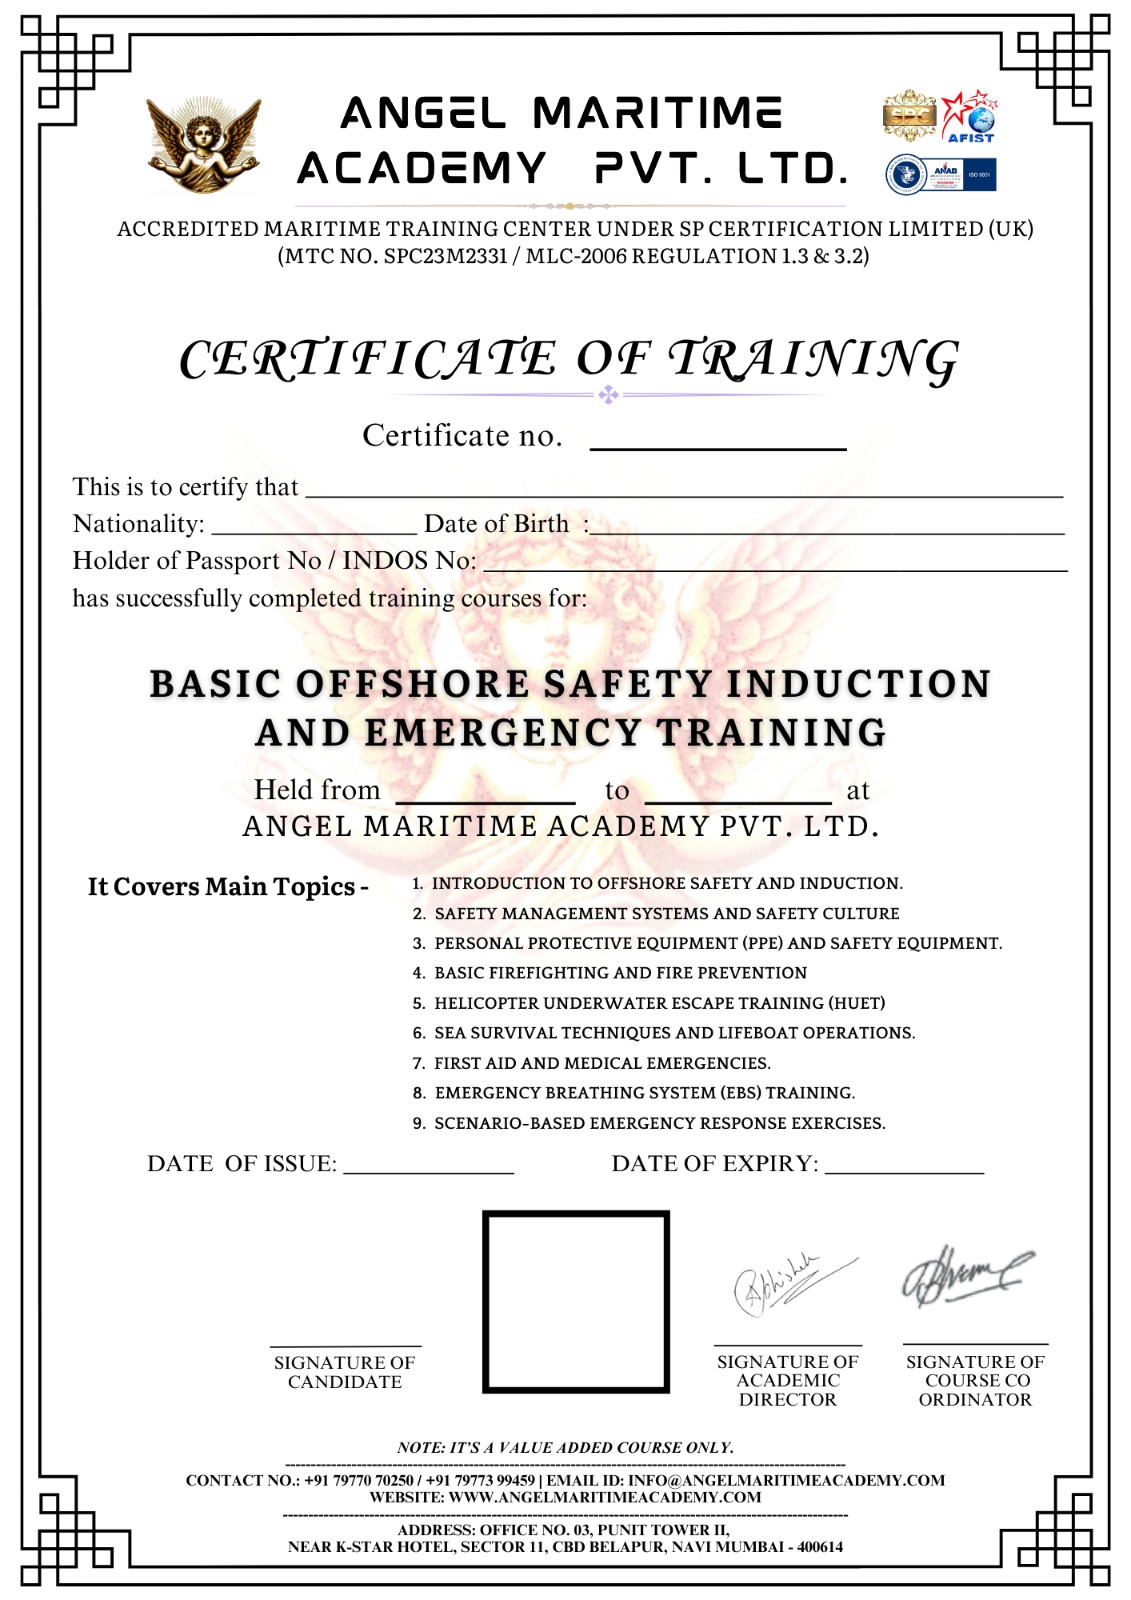 ANGEL MARITIME
ACADEMY PVT. LTD.
SPC
AFIST
ANAB
ISO 9001
ACCREDITED MARITIME TRAINING CENTER UNDER SP CERTIFICATION LIMITED (UK)
(MTC NO. SPC23M2331 / MLC-2006 REGULATION 1.3 & 3.2)
CERTIFICATE OF TRAINING
Certificate no. ____________
This is to certify that ____________
Nationality: ____________ Date of Birth :____________
Holder of Passport No / INDOS No: ____________
has successfully completed training courses for:
BASIC OFFSHORE SAFETY INDUCTION
AND EMERGENCY TRAINING
Held from ____________ to ____________ at
ANGEL MARITIME ACADEMY PVT. LTD.
It Covers Main Topics -
1. INTRODUCTION TO OFFSHORE SAFETY AND INDUCTION.
2. SAFETY MANAGEMENT SYSTEMS AND SAFETY CULTURE
3. PERSONAL PROTECTIVE EQUIPMENT (PPE) AND SAFETY EQUIPMENT.
4. BASIC FIREFIGHTING AND FIRE PREVENTION
5. HELICOPTER UNDERWATER ESCAPE TRAINING (HUET)
6. SEA SURVIVAL TECHNIQUES AND LIFEBOAT OPERATIONS.
7. FIRST AID AND MEDICAL EMERGENCIES.
8. EMERGENCY BREATHING SYSTEM (EBS) TRAINING.
9. SCENARIO-BASED EMERGENCY RESPONSE EXERCISES.
DATE OF ISSUE: ____________ DATE OF EXPIRY: ____________
Abhishek
SIGNATURE OF
CANDIDATE
SIGNATURE OF
ACADEMIC
DIRECTOR
SIGNATURE OF
COURSE CO
ORDINATOR
NOTE: IT'S A VALUE ADDED COURSE ONLY.
CONTACT NO.: +91 79770 70250 / +91 79773 99459 | EMAIL ID: INFO@ANGELMARITIMEACADEMY.COM
WEBSITE: WWW.ANGELMARITIMEACADEMY.COM
ADDRESS: OFFICE NO. 03, PUNIT TOWER II,
NEAR K-STAR HOTEL, SECTOR 11, CBD BELAPUR, NAVI MUMBAI - 400614